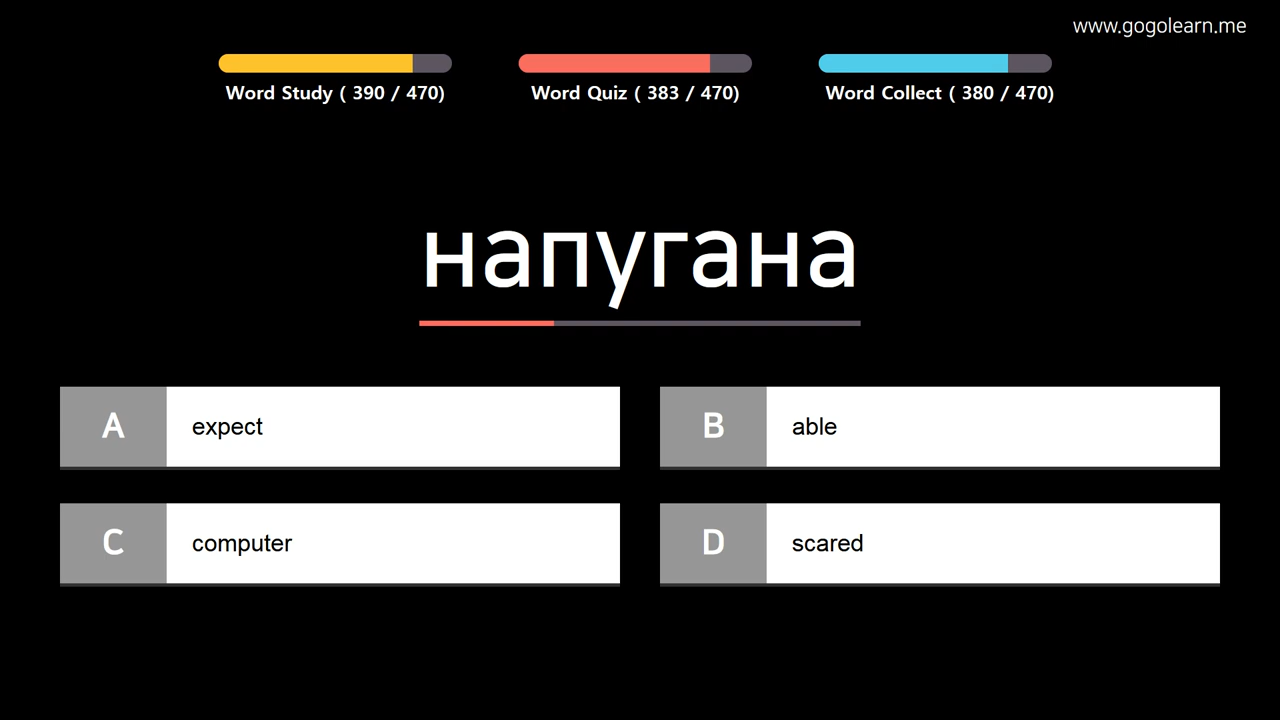 www.gogolearn.me
Word Study ( 390 / 470)
Word Quiz ( 383 / 470)
Word Collect ( 380 / 470)
напугана
A expect
B able
C computer
D scared